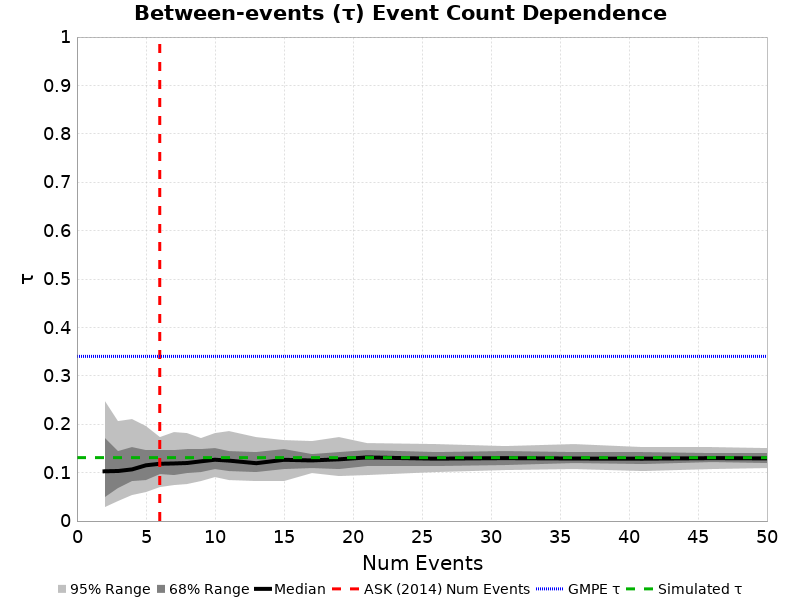 Between-events (τ) Event Count Dependence
1
0.9
0.8
0.7
0.6
0.5
0.4
0.3
0.2
0.1
0
τ
0 5 10 15 20 25 30 35 40 45 50
Num Events
95% Range 68% Range Median ASK (2014) Num Events GMPE τ Simulated τ